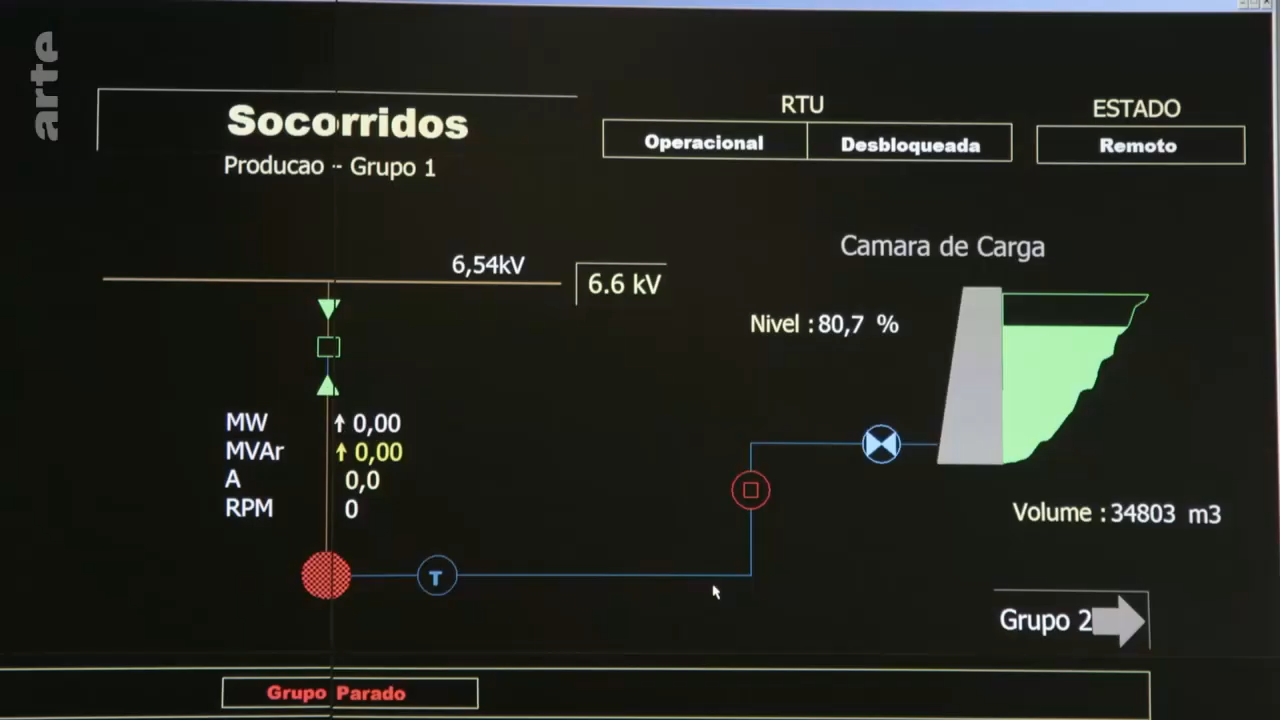 arte
Socorridos
Producao -- Grupo 1
RTU
Operacional
Desbloqueada
ESTADO
Remoto
6,54kV
6.6 kV
Camara de Carga
Nivel : 80,7 %
MW 0,00
MVAr 0,00
A 0,0
RPM 0
T
Volume : 34803 m3
Grupo 2
Grupo Parado